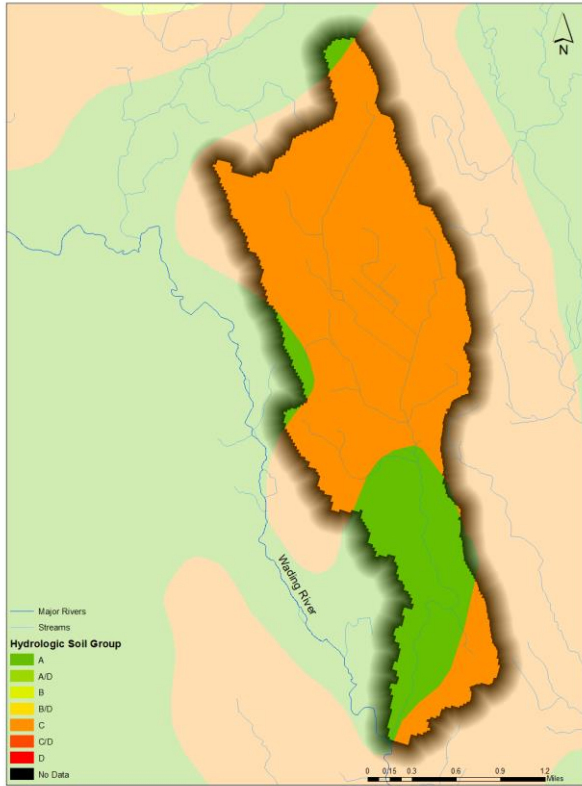 N
Wading River
Major Rivers
Streams
Hydrologic Soil Group
A
A/D
B
B/D
C
C/D
D
No Data
0 0.15 0.3 0.6 0.9 1.2
Miles